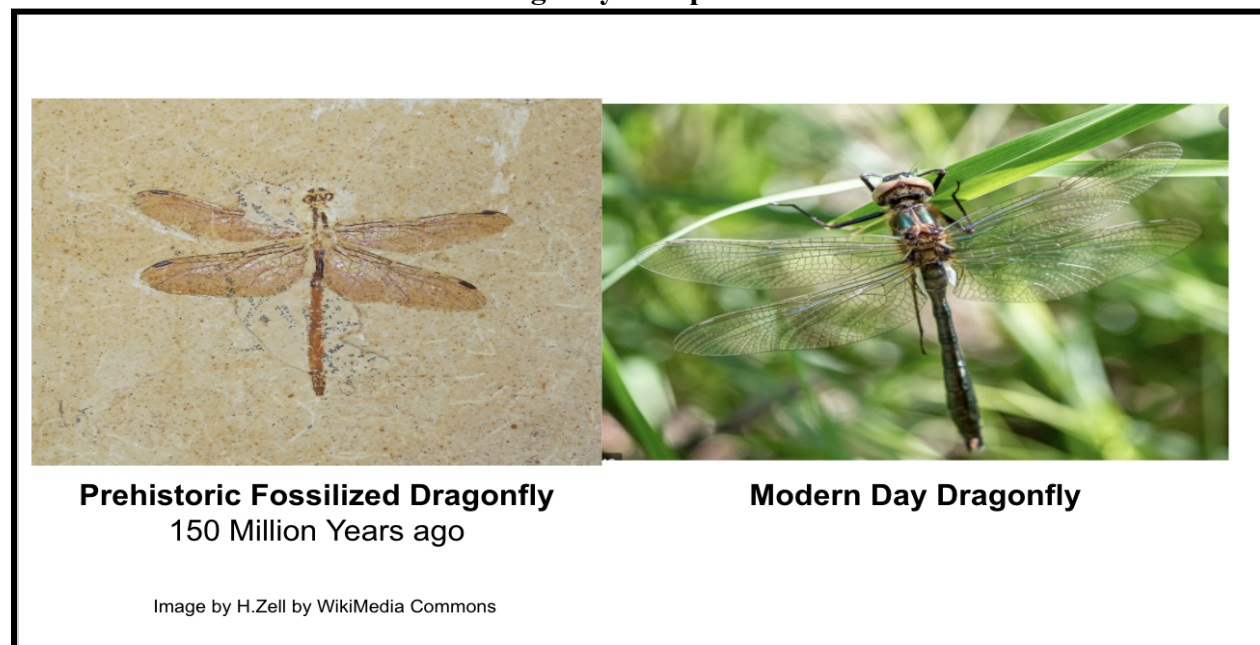 Prehistoric Fossilized Dragonfly
Modern Day Dragonfly
150 Million Years ago
Image by H.Zell by WikiMedia Commons